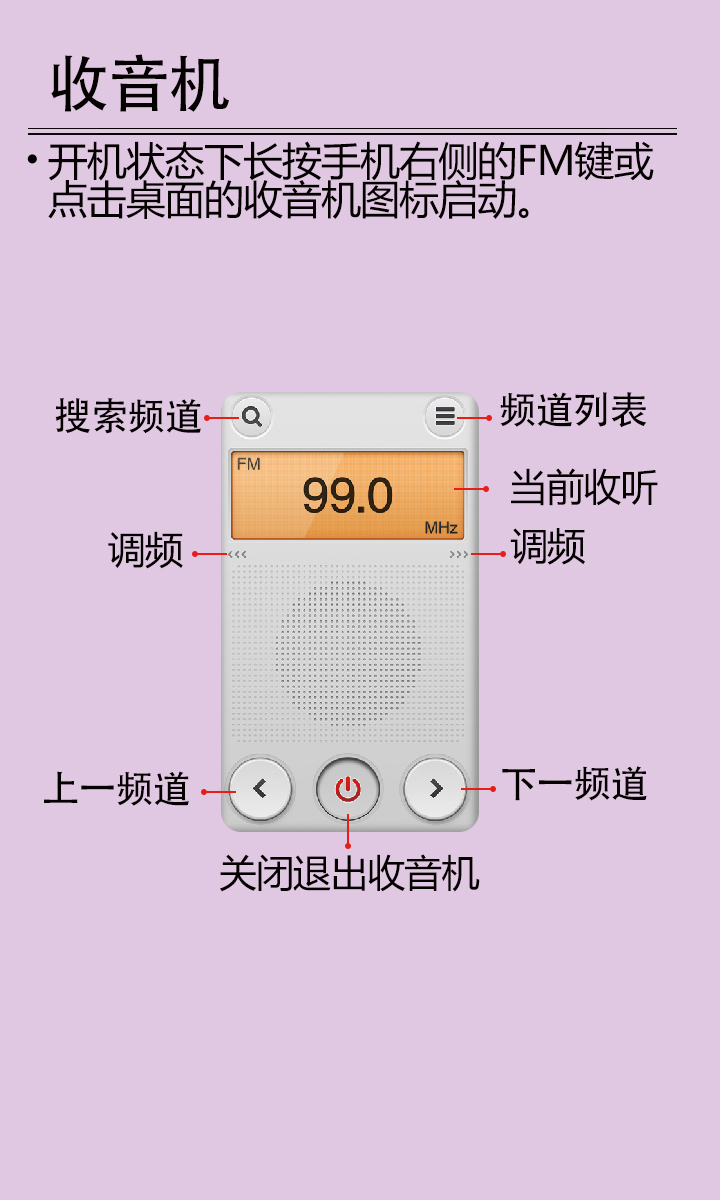 收音机
• 开机状态下长按手机右侧的FM键或
点击桌面的收音机图标启动。
搜索频道
频道列表
FM
99.0
MHz
当前收听
调频
‹‹‹
›››
调频
上一频道
下一频道
关闭退出收音机